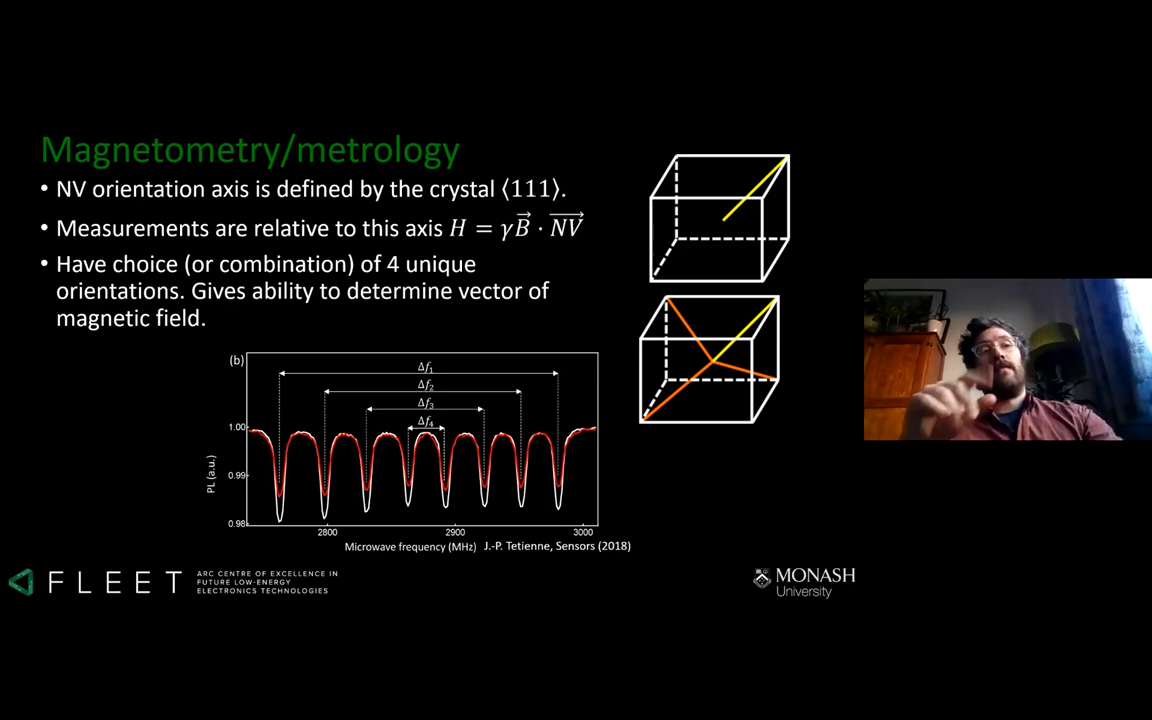 Magnetometry/metrology
• NV orientation axis is defined by the crystal ⟨111⟩.
• Measurements are relative to this axis H = γB⃗ · N⃗V⃗
• Have choice (or combination) of 4 unique
orientations. Gives ability to determine vector of
magnetic field.
(b)
Δf₁
Δf₂
Δf₃
Δf₄
1.00
0.99
0.98
PL (a.u.)
2800 2900 3000
Microwave frequency (MHz) J.-P. Tetienne, Sensors (2018)
FLEET
ARC CENTRE OF EXCELLENCE IN
FUTURE LOW-ENERGY
ELECTRONICS TECHNOLOGIES
MONASH
University